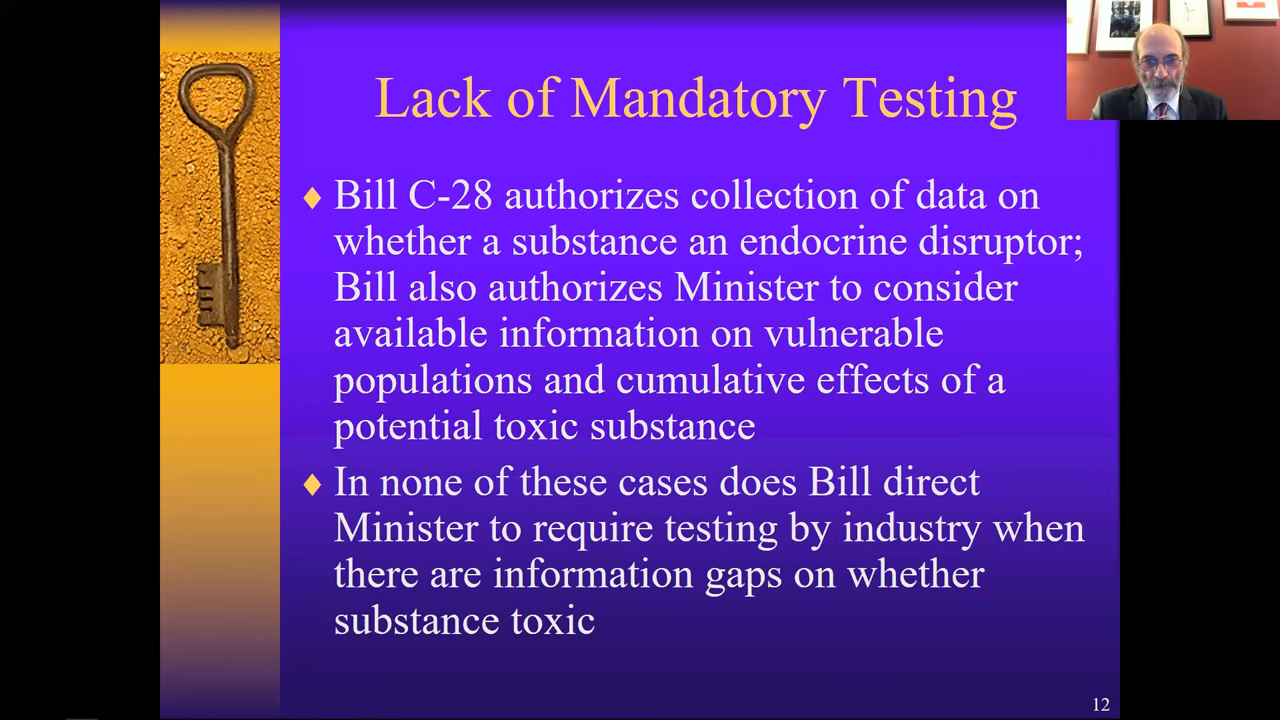 Lack of Mandatory Testing
Bill C-28 authorizes collection of data on
whether a substance an endocrine disruptor;
Bill also authorizes Minister to consider
available information on vulnerable
populations and cumulative effects of a
potential toxic substance
In none of these cases does Bill direct
Minister to require testing by industry when
there are information gaps on whether
substance toxic
12